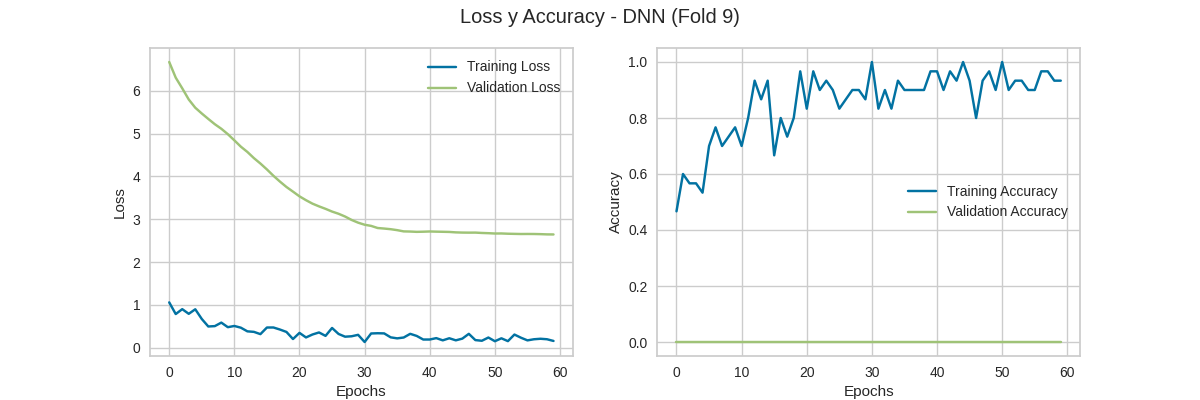 Loss y Accuracy - DNN (Fold 9)
Training Loss
Validation Loss
6
5
4
3
2
1
0
Loss
0 10 20 30 40 50 60
Epochs
1.0
0.8
0.6
0.4
0.2
0.0
Accuracy
Training Accuracy
Validation Accuracy
0 10 20 30 40 50 60
Epochs